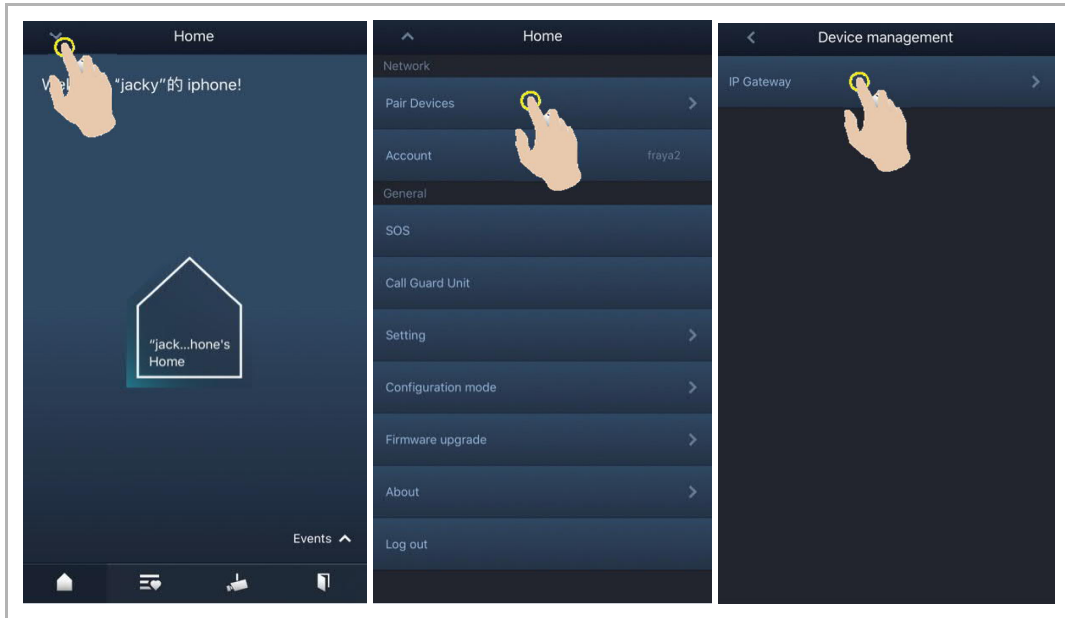 Home
"jacky"的 iphone!
"jack...hone's
Home
Events
Home
Network
Pair Devices
Account
fraya2
General
SOS
Call Guard Unit
Setting
Configuration mode
Firmware upgrade
About
Log out
Device management
IP Gateway